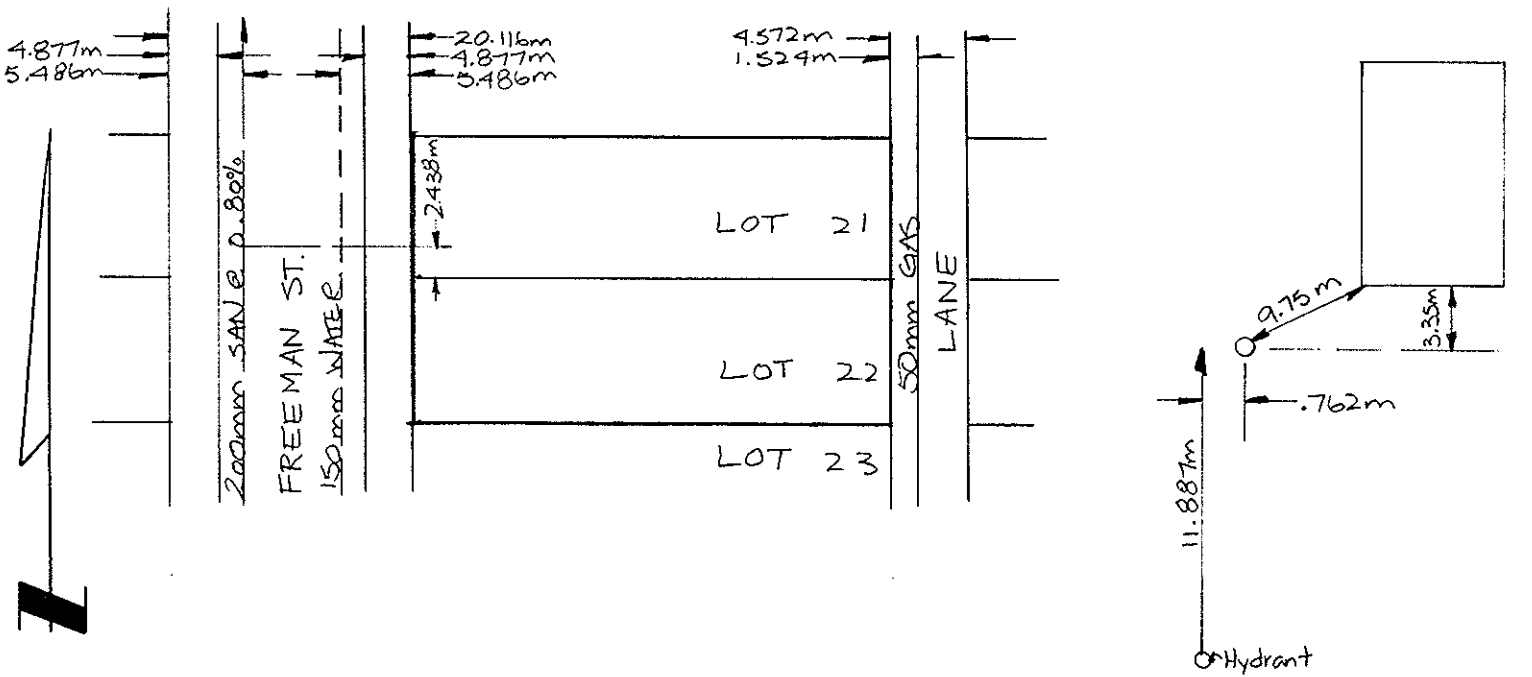 4.877m
5.486m
20.116m
4.877m
5.486m
4.572m
1.524m
2.438m
200mm SAN @ 0.80%
FREEMAN ST.
150mm WATER
LOT 21
LOT 22
LOT 23
50mm GAS
LANE
9.75m
3.35m
.762m
11.887m
Hydrant
N